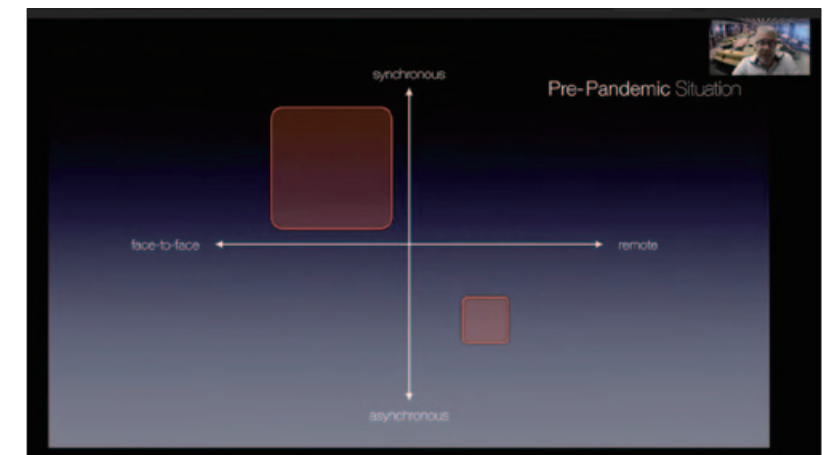 synchronous
Pre-Pandemic Situation
face-to-face
remote
asynchronous